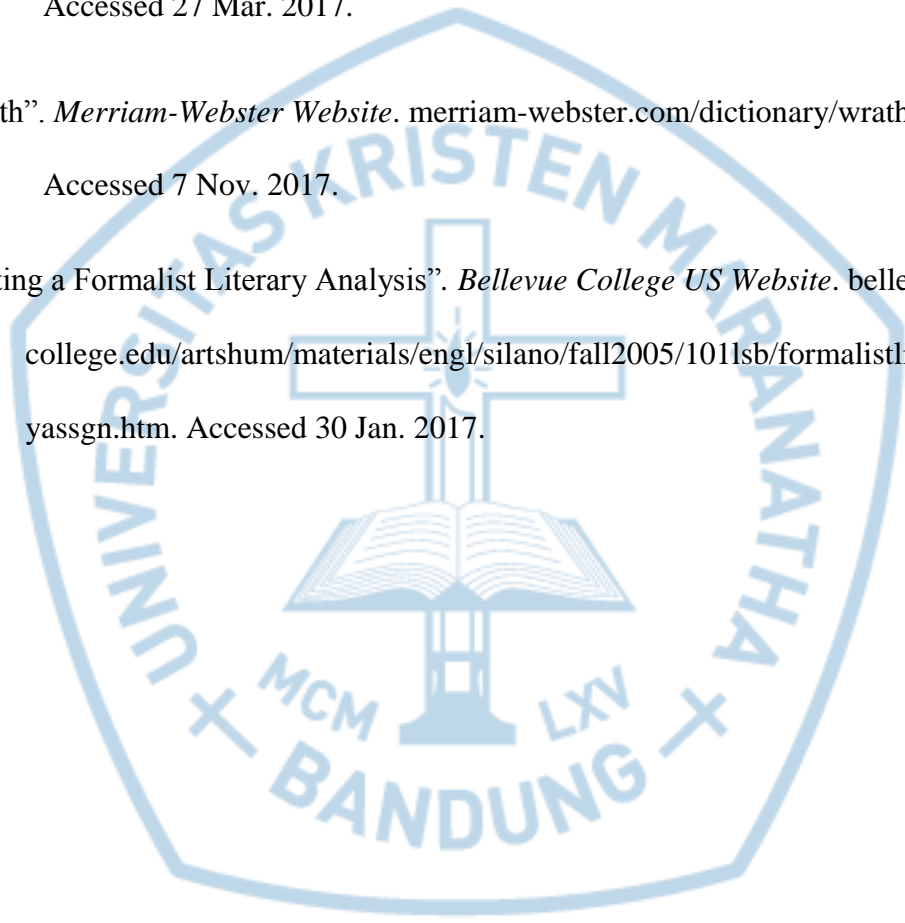 Accessed 27 Mar. 2017.
th”. Merriam-Webster Website. merriam-webster.com/dictionary/wrath
Accessed 7 Nov. 2017.
ting a Formalist Literary Analysis”. Bellevue College US Website. belle
college.edu/artshum/materials/engl/silano/fall2005/101lsb/formalistl
yassgn.htm. Accessed 30 Jan. 2017.
UNIVERSITAS KRISTEN MARANATHA
MCM LXV
BANDUNG